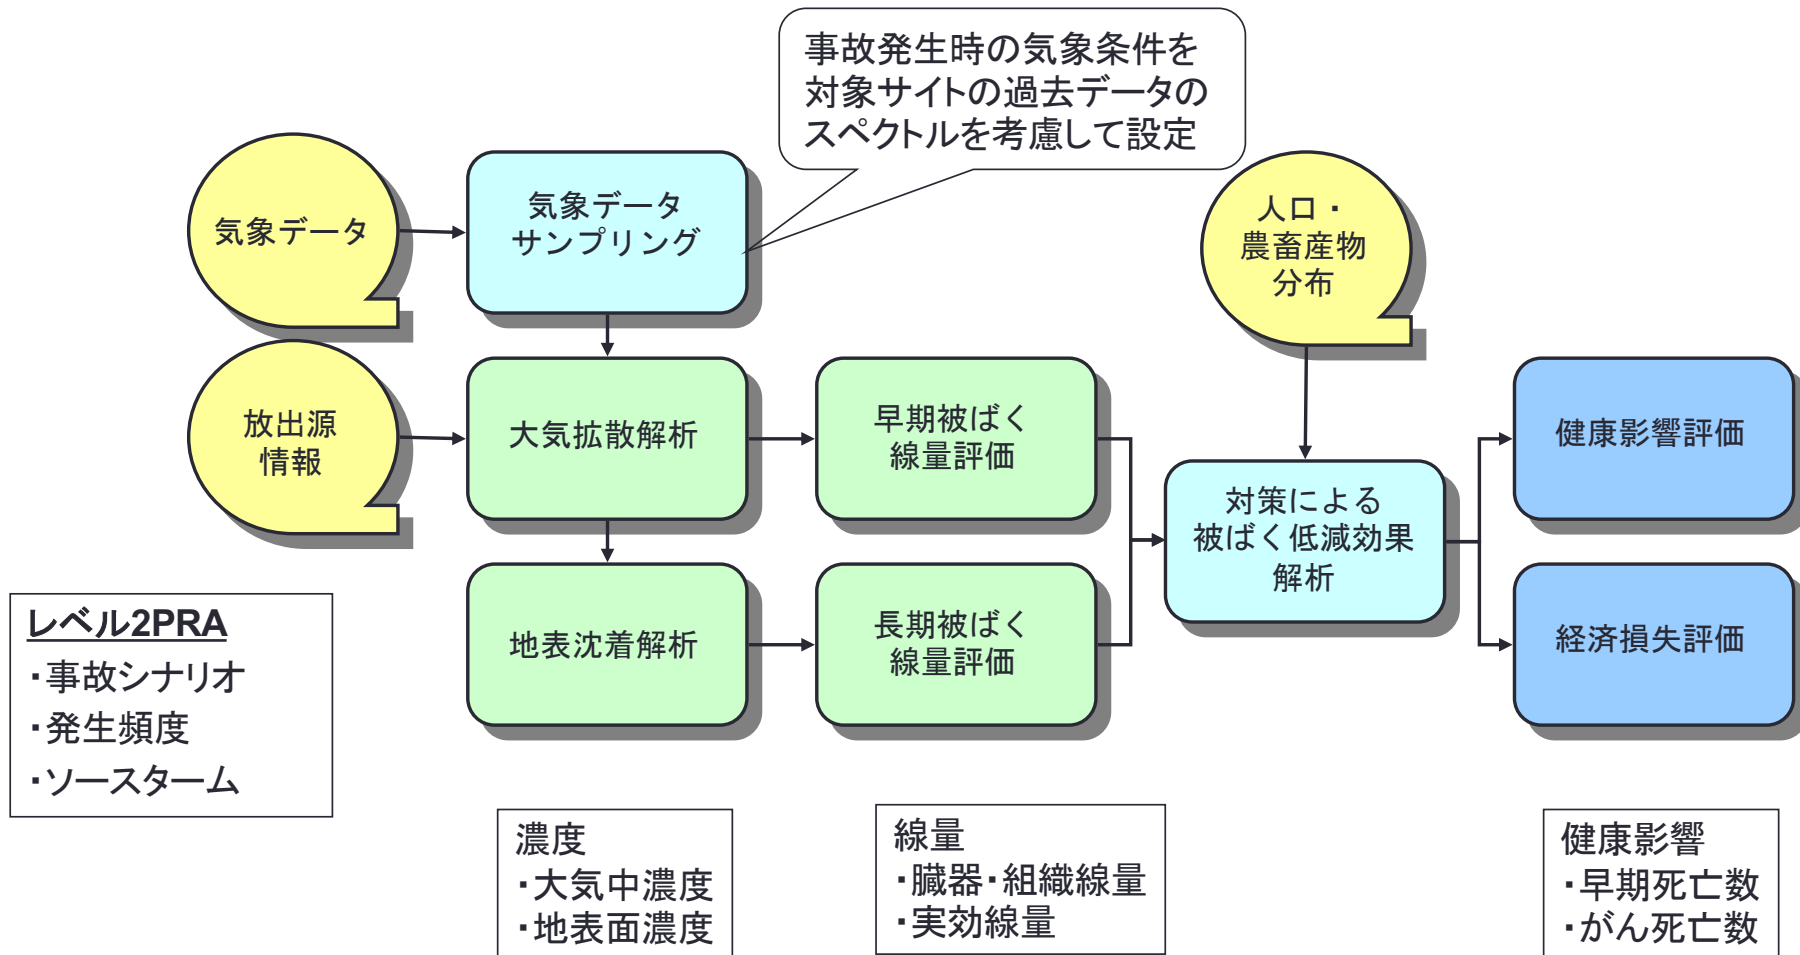 事故発生時の気象条件を
対象サイトの過去データの
スペクトルを考慮して設定
気象データ
気象データ
サンプリング
人口・
農畜産物
分布
放出源
情報
大気拡散解析
早期被ばく
線量評価
対策による
被ばく低減効果
解析
健康影響評価
地表沈着解析
長期被ばく
線量評価
経済損失評価
レベル2PRA
・事故シナリオ
・発生頻度
・ソースターム
濃度
・大気中濃度
・地表面濃度
線量
・臓器・組織線量
・実効線量
健康影響
・早期死亡数
・がん死亡数